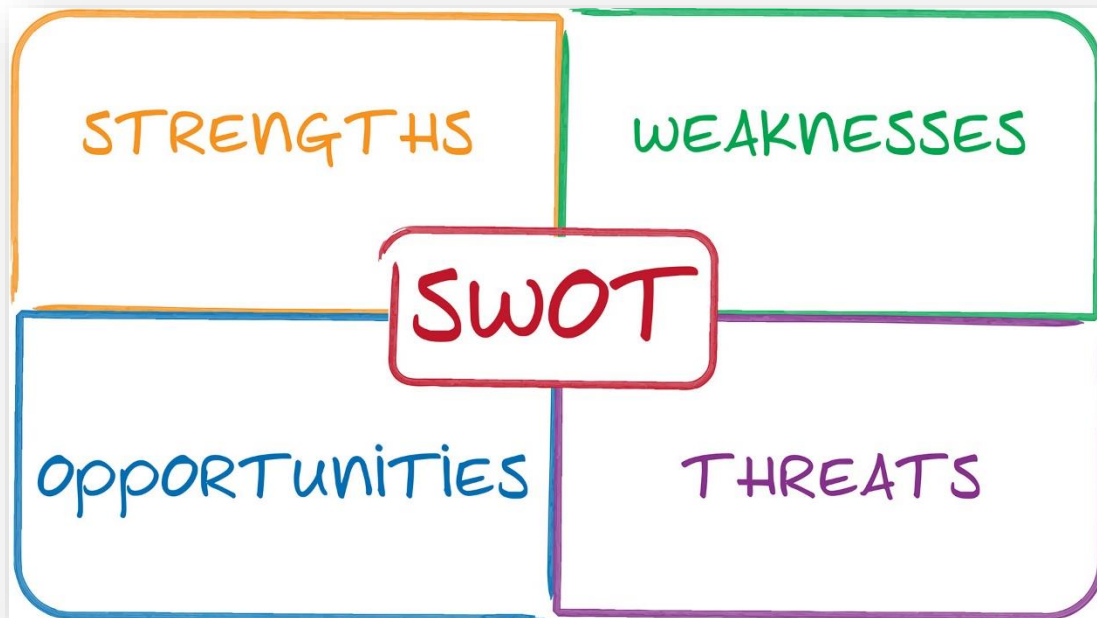 STRENGTHS
WEAKNESSES
SWOT
OPPORTUNITIES
THREATS